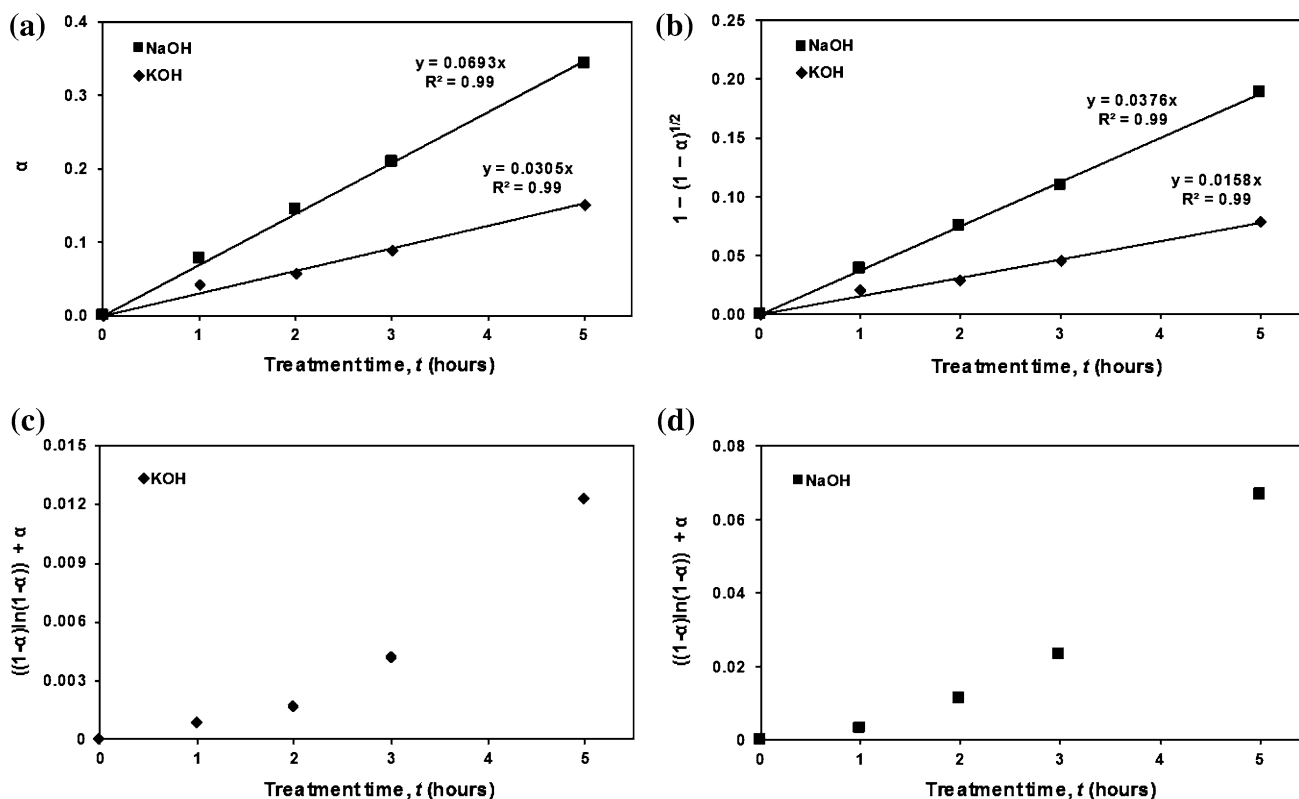 (a)
0.4
0.3
0.2
0.1
0.0
α
NaOH
KOH
y = 0.0693x
R² = 0.99
y = 0.0305x
R² = 0.99
0 1 2 3 4 5
Treatment time, t (hours)
(b)
0.25
0.20
0.15
0.10
0.05
0.00
1 − (1 − α)^1/2
NaOH
KOH
y = 0.0376x
R² = 0.99
y = 0.0158x
R² = 0.99
0 1 2 3 4 5
Treatment time, t (hours)
(c)
0.015
0.012
0.009
0.006
0.003
0
((1-α)ln(1-α)) + α
KOH
0 1 2 3 4 5
Treatment time, t (hours)
(d)
0.08
0.06
0.04
0.02
0
((1-α)ln(1-α)) + α
NaOH
0 1 2 3 4 5
Treatment time, t (hours)